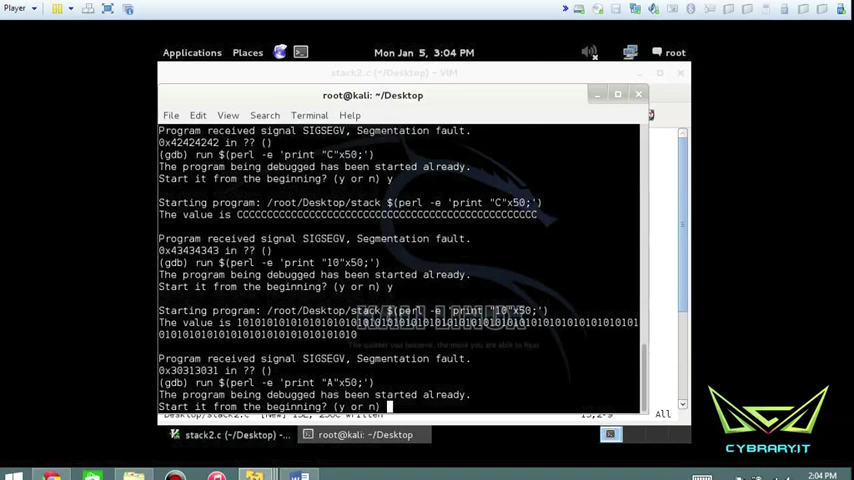 Player
Applications Places Mon Jan 5, 3:04 PM root
stack2.c (~/Desktop) - VIM
root@kali: ~/Desktop
File Edit View Search Terminal Help
Program received signal SIGSEGV, Segmentation fault.
0x42424242 in ?? ()
(gdb) run $(perl -e 'print "C"x50;')
The program being debugged has been started already.
Start it from the beginning? (y or n) y
Starting program: /root/Desktop/stack $(perl -e 'print "C"x50;')
The value is CCCCCCCCCCCCCCCCCCCCCCCCCCCCCCCCCCCCCCCCCCCCCCCCCC
Program received signal SIGSEGV, Segmentation fault.
0x43434343 in ?? ()
(gdb) run $(perl -e 'print "10"x50;')
The program being debugged has been started already.
Start it from the beginning? (y or n) y
Starting program: /root/Desktop/stack $(perl -e 'print "10"x50;')
The value is 1010101010101010101010101010101010101010101010101010101010101010101
010101010101010101010101010101010
Program received signal SIGSEGV, Segmentation fault.
0x30313031 in ?? ()
(gdb) run $(perl -e 'print "A"x50;')
The program being debugged has been started already.
Start it from the beginning? (y or n)
All
stack2.c (~/Desktop) -... root@kali: ~/Desktop
CYBRARY.IT
2:04 PM